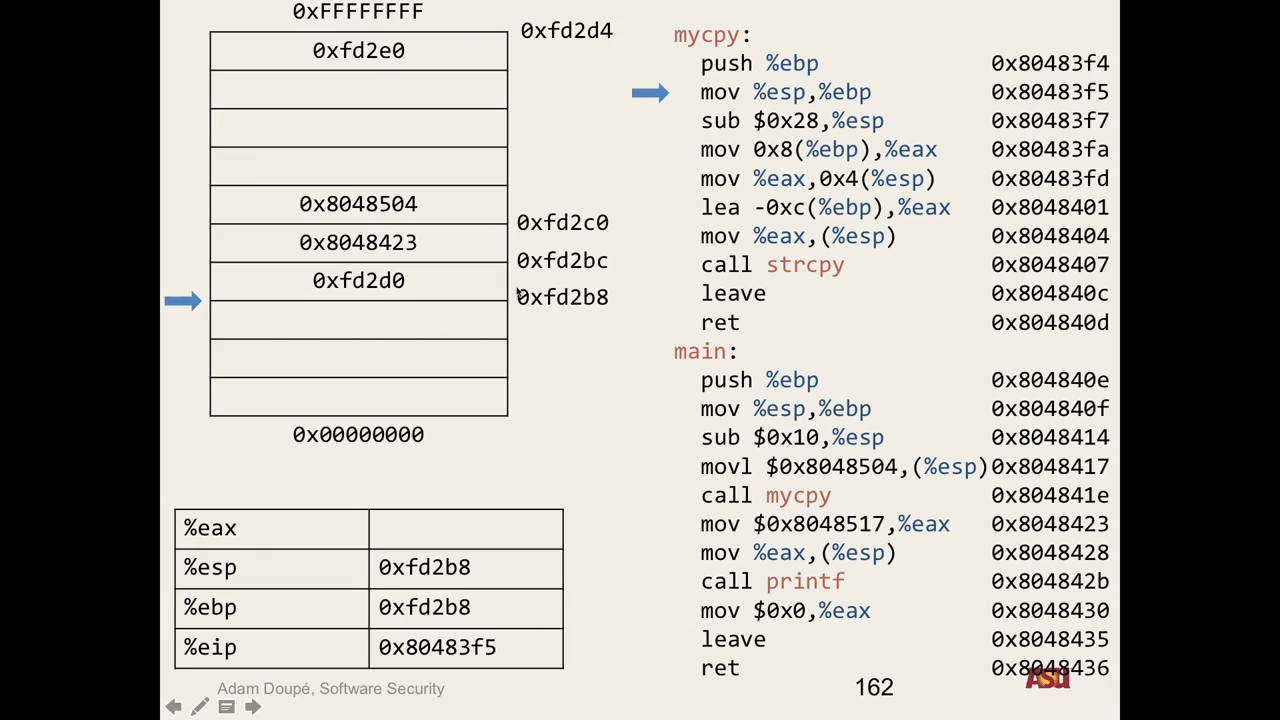 0xFFFFFFFF
0xfd2d4
0xfd2e0
0x8048504
0xfd2c0
0x8048423
0xfd2bc
0xfd2d0
0xfd2b8
0x00000000
%eax
%esp 0xfd2b8
%ebp 0xfd2b8
%eip 0x80483f5
mycpy:
push %ebp 0x80483f4
mov %esp,%ebp 0x80483f5
sub $0x28,%esp 0x80483f7
mov 0x8(%ebp),%eax 0x80483fa
mov %eax,0x4(%esp) 0x80483fd
lea -0xc(%ebp),%eax 0x8048401
mov %eax,(%esp) 0x8048404
call strcpy 0x8048407
leave 0x804840c
ret 0x804840d
main:
push %ebp 0x804840e
mov %esp,%ebp 0x804840f
sub $0x10,%esp 0x8048414
movl $0x8048504,(%esp) 0x8048417
call mycpy 0x804841e
mov $0x8048517,%eax 0x8048423
mov %eax,(%esp) 0x8048428
call printf 0x804842b
mov $0x0,%eax 0x8048430
leave 0x8048435
ret 0x8048436
Adam Doupé, Software Security
162
ASU